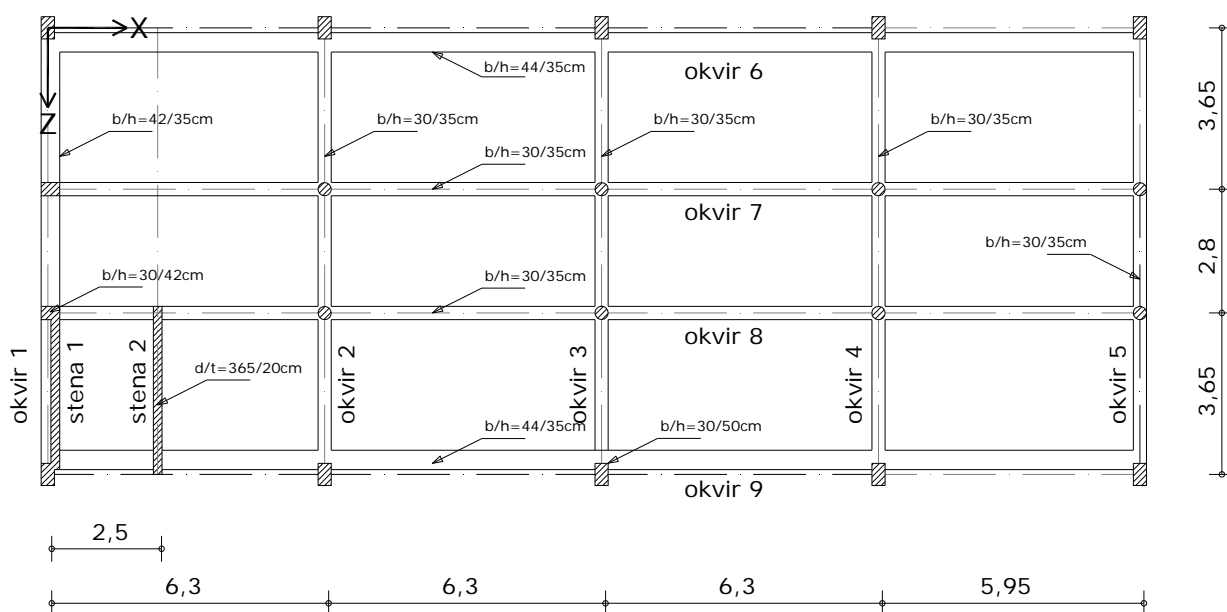 X
b/h=44/35cm
okvir 6
Z
b/h=42/35cm
b/h=30/35cm
b/h=30/35cm
b/h=30/35cm
3,65
b/h=30/35cm
okvir 7
b/h=30/35cm
2,8
b/h=30/42cm
b/h=30/35cm
okvir 8
okvir 1
stena 1
stena 2
d/t=365/20cm
okvir 2
okvir 3
okvir 4
okvir 5
3,65
b/h=44/35cm
b/h=30/50cm
okvir 9
2,5
6,3
6,3
6,3
5,95